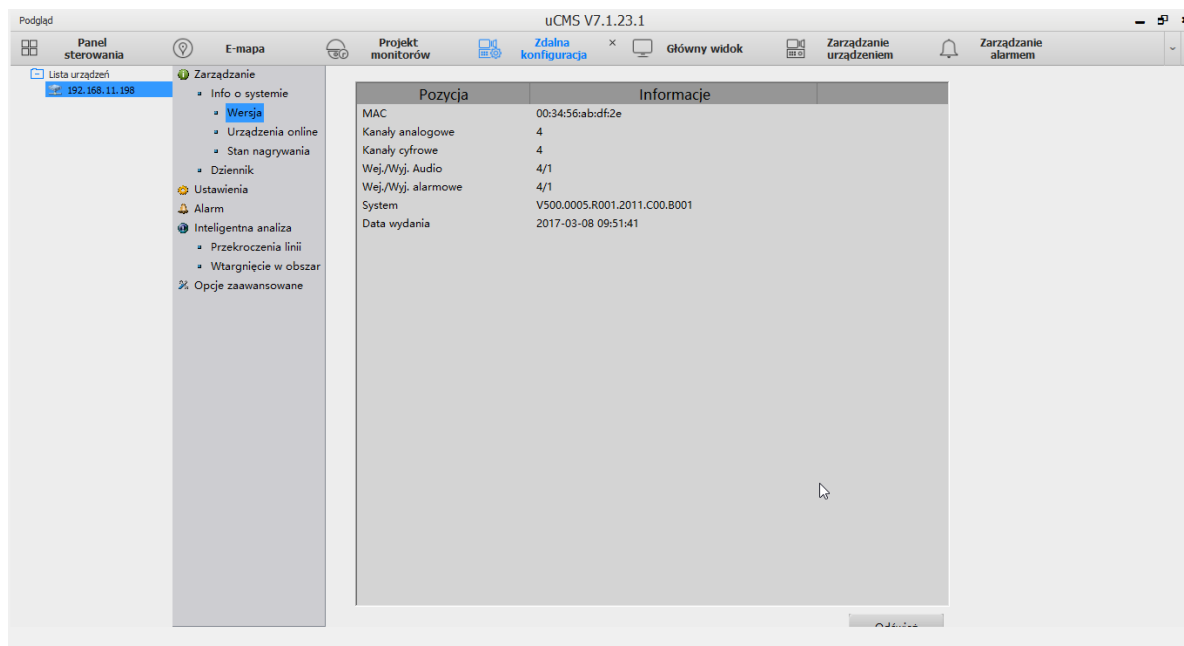 Podgląd
uCMS V7.1.23.1
Panel sterowania
E-mapa
Projekt monitorów
Zdalna konfiguracja
Główny widok
Zarządzanie urządzeniem
Zarządzanie alarmem
Lista urządzeń
192.168.11.198
Zarządzanie
Info o systemie
Wersja
Urządzenia online
Stan nagrywania
Dziennik
Ustawienia
Alarm
Inteligentna analiza
Przekroczenia linii
Wtargnięcie w obszar
Opcje zaawansowane
Pozycja Informacje
MAC 00:34:56:ab:df:2e
Kanały analogowe 4
Kanały cyfrowe 4
Wej./Wyj. Audio 4/1
Wej./Wyj. alarmowe 4/1
System V500.0005.R001.2011.C00.B001
Data wydania 2017-03-08 09:51:41